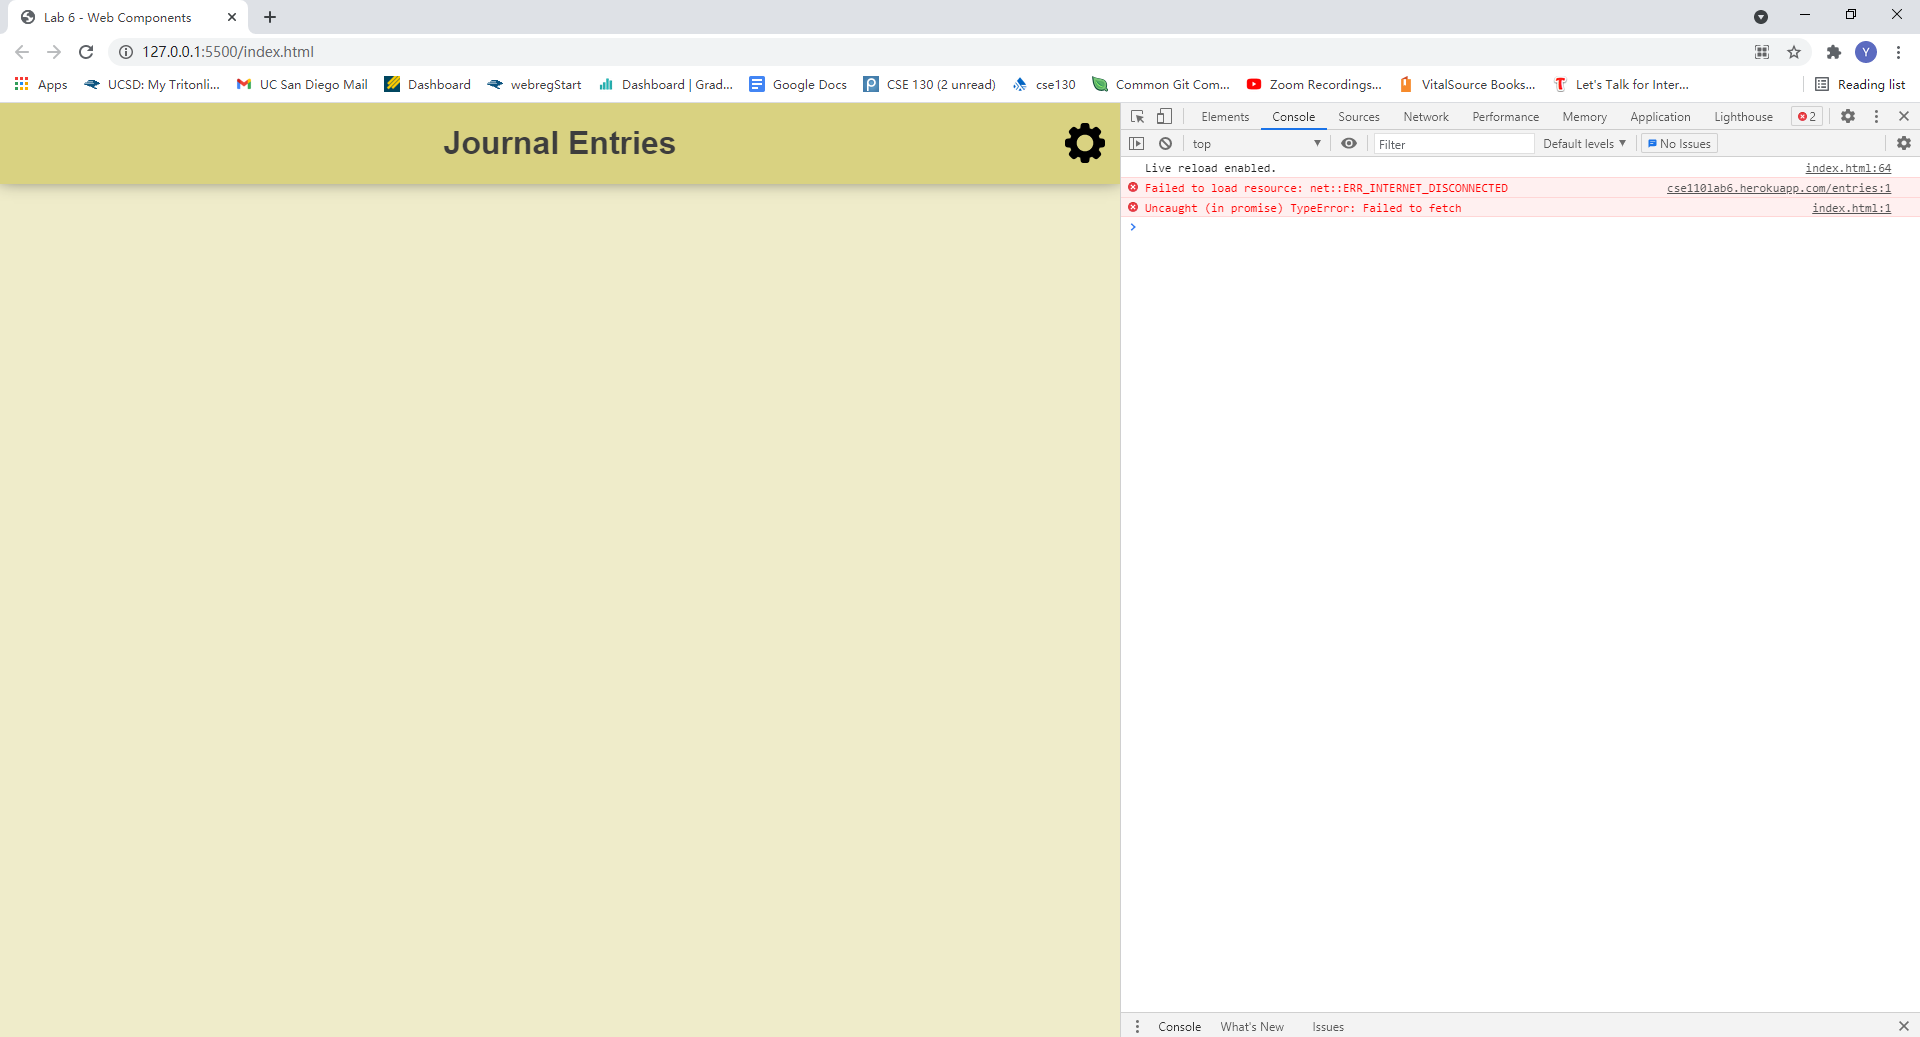 Lab 6 - Web Components
127.0.0.1:5500/index.html
Y
Apps UCSD: My Tritonli... UC San Diego Mail Dashboard webregStart Dashboard | Grad... Google Docs CSE 130 (2 unread) cse130 Common Git Com... Zoom Recordings... VitalSource Books... Let's Talk for Inter... Reading list
Journal Entries
Elements Console Sources Network Performance Memory Application Lighthouse 2
top Filter Default levels No Issues
Live reload enabled. index.html:64
Failed to load resource: net::ERR_INTERNET_DISCONNECTED cse110lab6.herokuapp.com/entries:1
Uncaught (in promise) TypeError: Failed to fetch index.html:1
Console What's New Issues